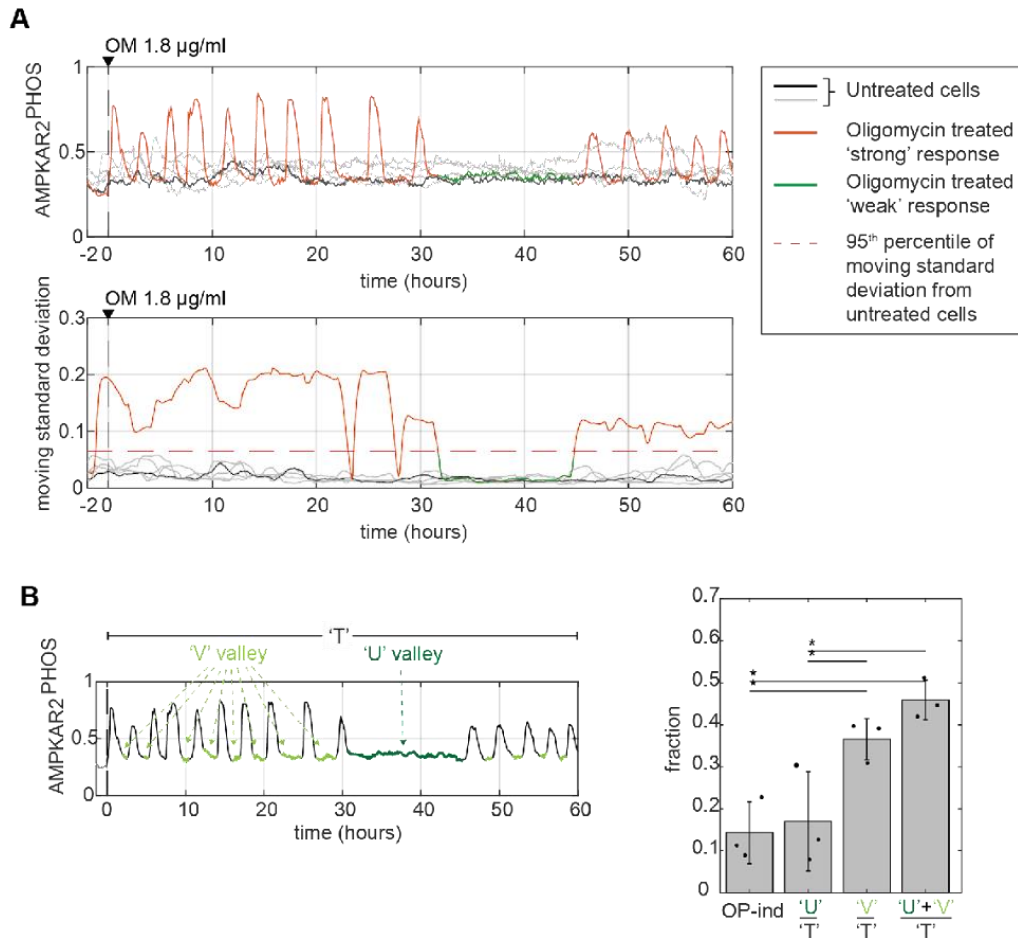 A
OM 1.8 µg/ml
AMPKAR2PHOS
1
0.5
0
-2 0 10 20 30 40 50 60
time (hours)
Untreated cells
Oligomycin treated
'strong' response
Oligomycin treated
'weak' response
95th percentile of
moving standard
deviation from
untreated cells
OM 1.8 µg/ml
moving standard deviation
0.3
0.2
0.1
0
-2 0 10 20 30 40 50 60
time (hours)
B
'T'
'V' valley 'U' valley
AMPKAR2 PHOS
1
0.5
0
0 10 20 30 40 50 60
time (hours)
fraction
0.7
0.6
0.5
0.4
0.3
0.2
0.1
0
*
*
*
*
OP-ind
'U'
'T'
'V'
'T'
'U'+'V'
'T'